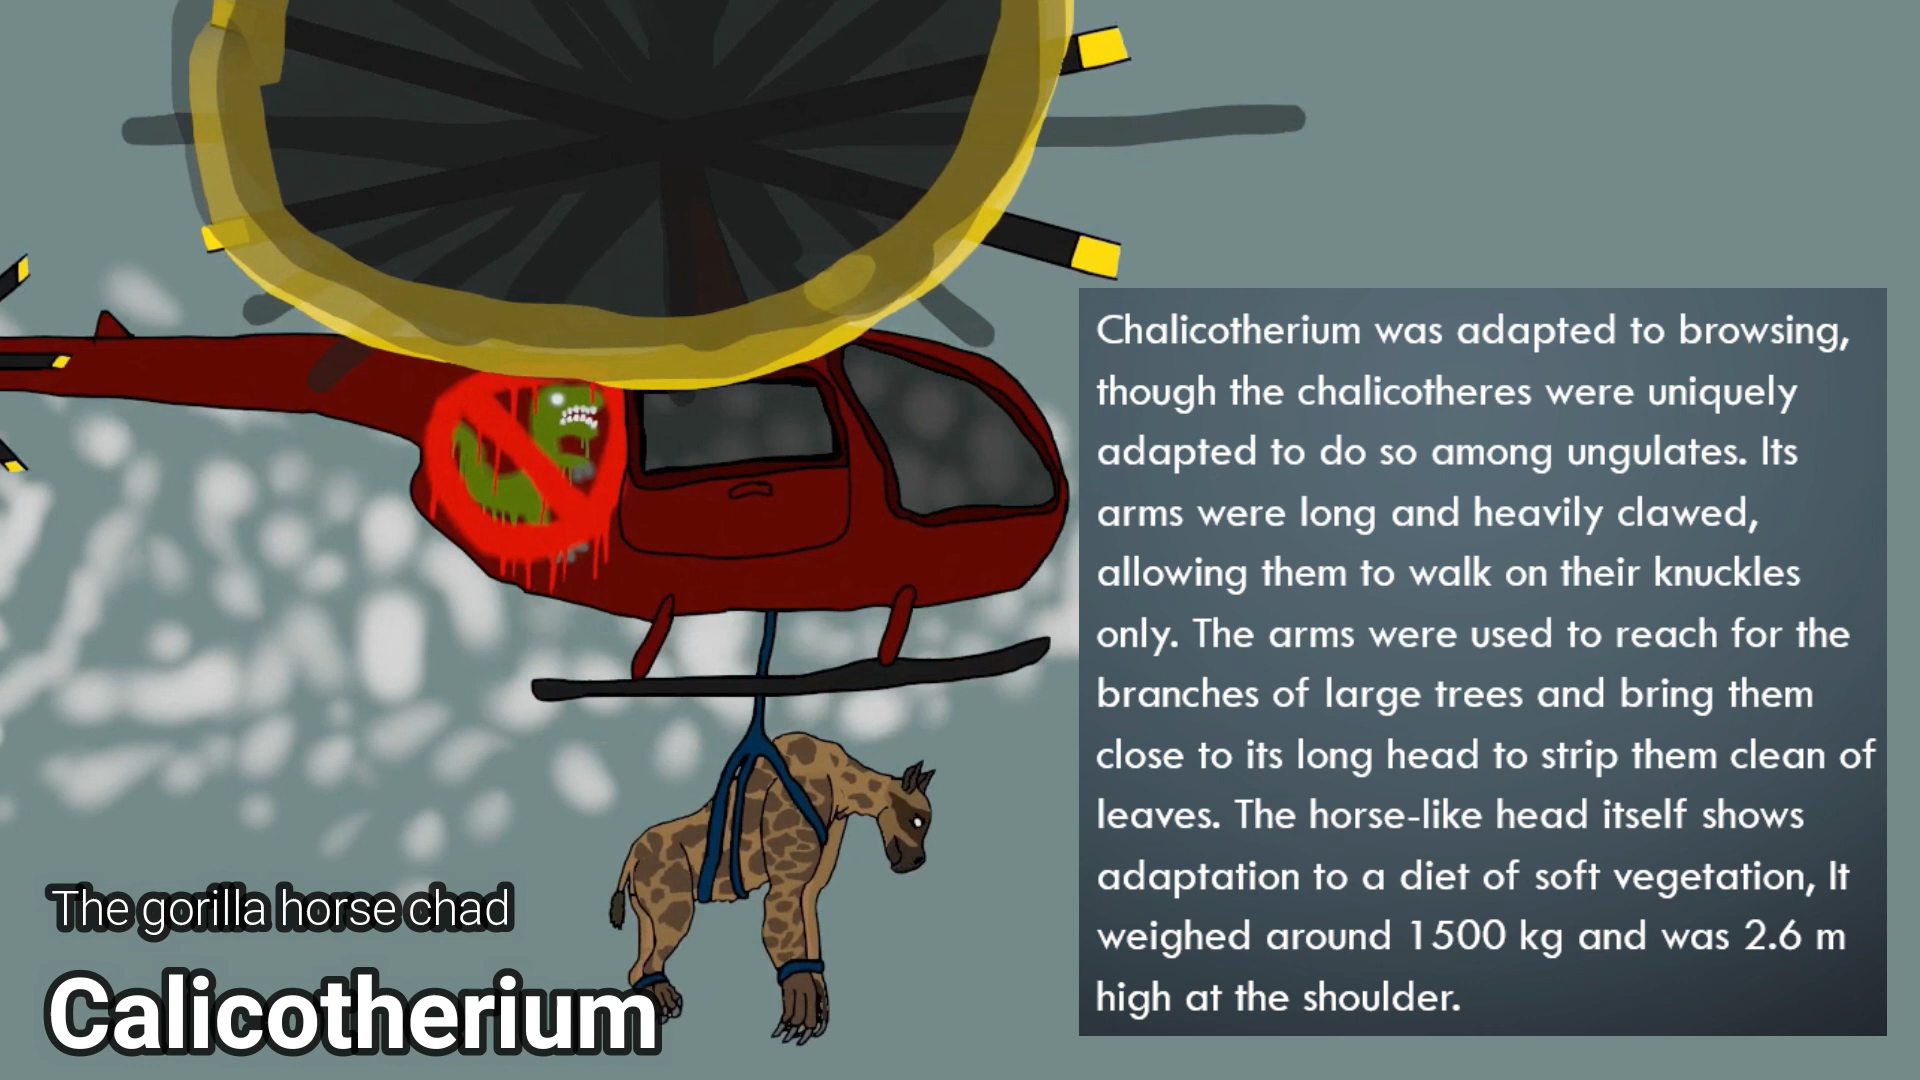 Chalicotherium was adapted to browsing,
though the chalicotheres were uniquely
adapted to do so among ungulates. Its
arms were long and heavily clawed,
allowing them to walk on their knuckles
only. The arms were used to reach for the
branches of large trees and bring them
close to its long head to strip them clean of
leaves. The horse-like head itself shows
adaptation to a diet of soft vegetation, It
weighed around 1500 kg and was 2.6 m
high at the shoulder.
The gorilla horse chad
Calicotherium